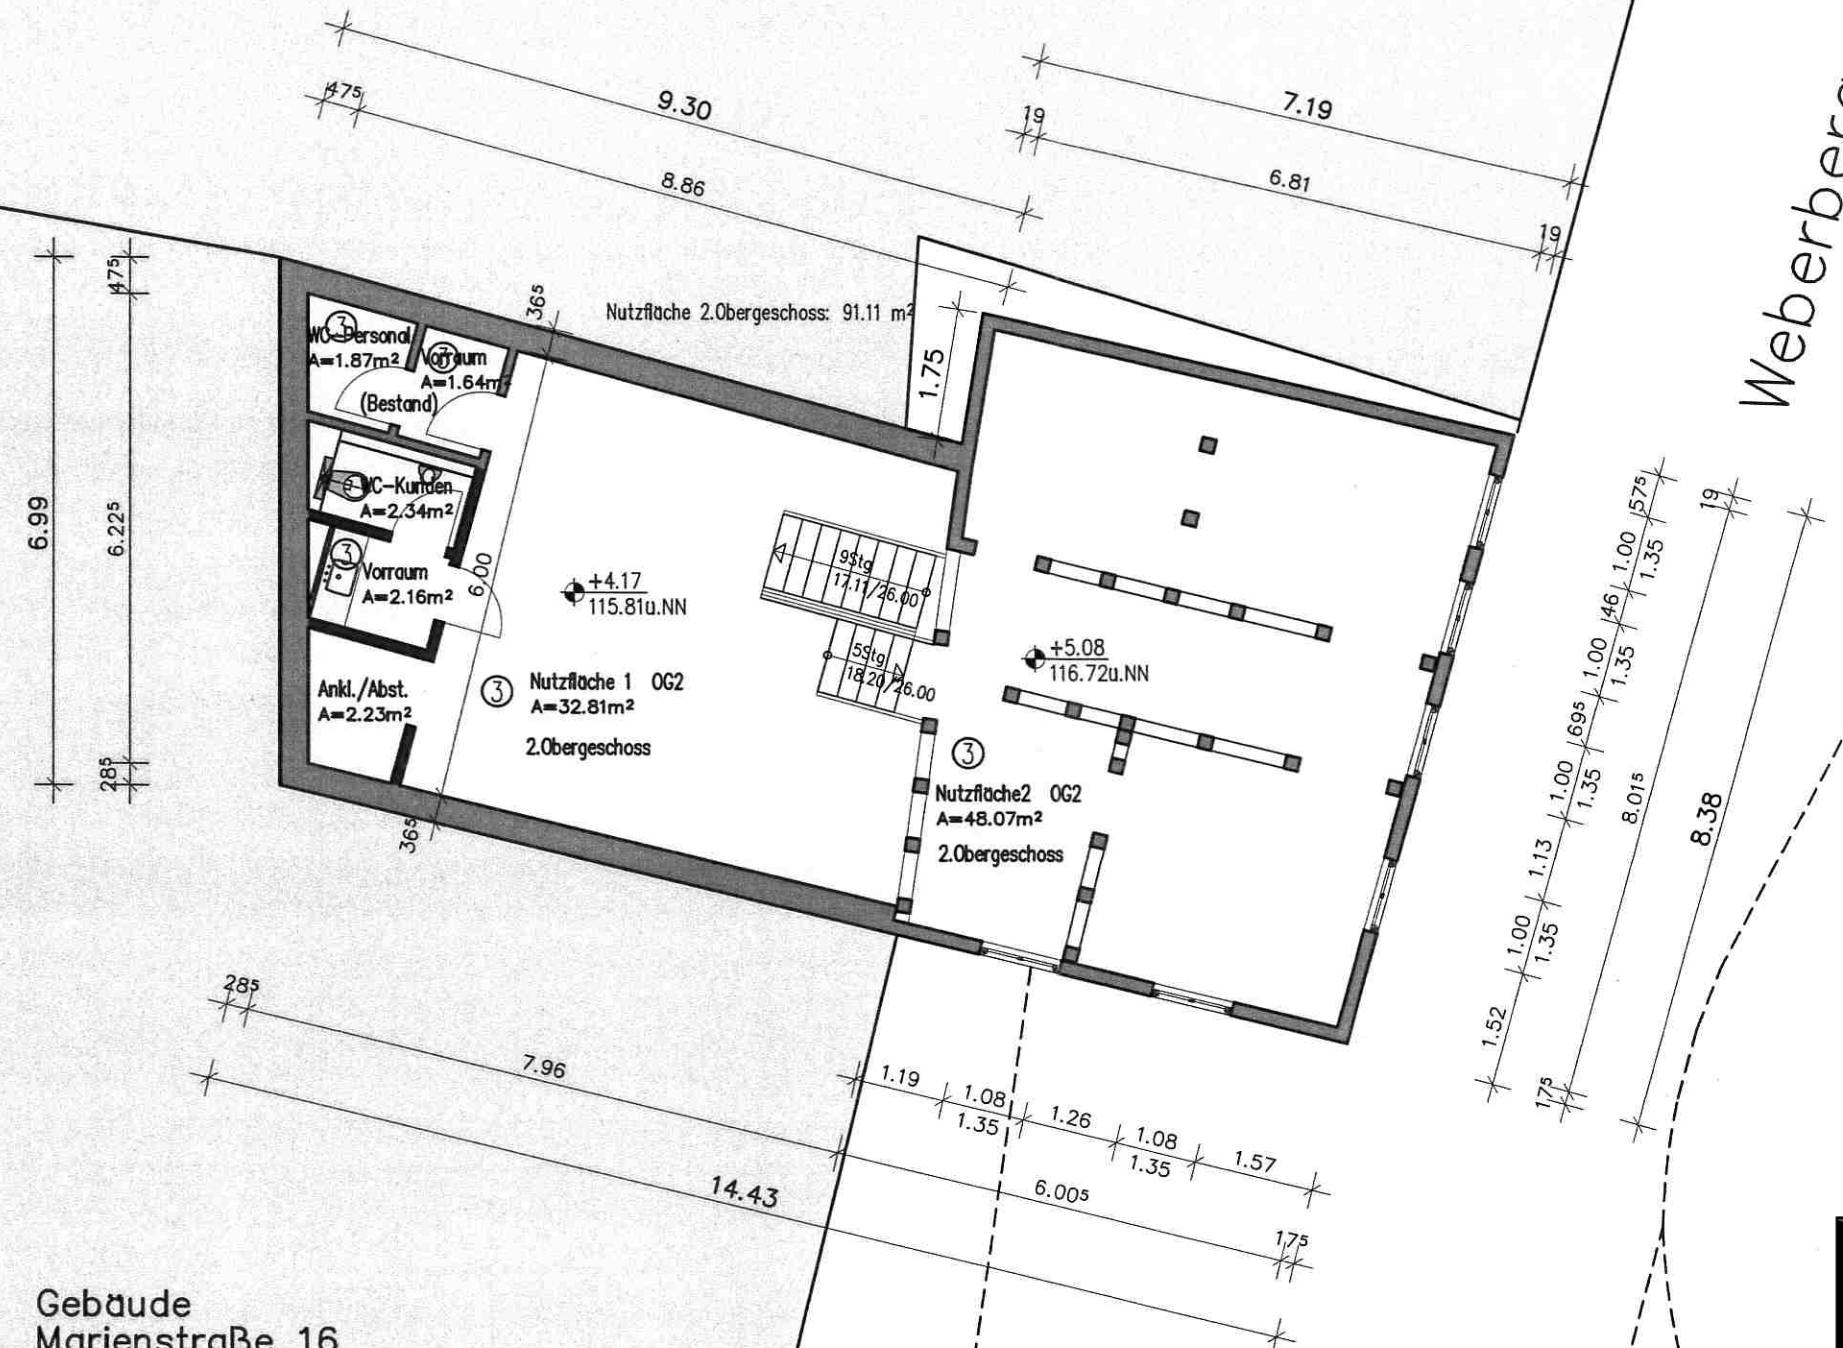 9.30
7.19
47⁵
19
8.86
6.81
19
Weberberg
47⁵
36⁵
Nutzfläche 2.Obergeschoss: 91.11 m²
1.75
WC-Personal
A=1.87m²
Vorraum
A=1.64m²
(Bestand)
3
3
WC-Kunden
A=2.34m²
3
Vorraum
A=2.16m²
6.00
6.99
6.22⁵
28⁵
+4.17
115.81ü.NN
9Stg
17.11/26.00
5Stg
18.20/26.00
+5.08
116.72ü.NN
Ankl./Abst.
A=2.23m²
3
Nutzfläche 1 OG2
A=32.81m²
2.Obergeschoss
3
Nutzfläche2 OG2
A=48.07m²
2.Obergeschoss
36⁵
57⁵
1.00
1.35
46
1.00
1.35
69⁵
1.00
1.35
1.13
1.00
1.35
1.52
19
8.01⁵
17⁵
8.38
28⁵
7.96
1.19
1.08
1.35
1.26
1.08
1.35
1.57
14.43
6.00⁵
17⁵
Gebäude
Marienstraße 16